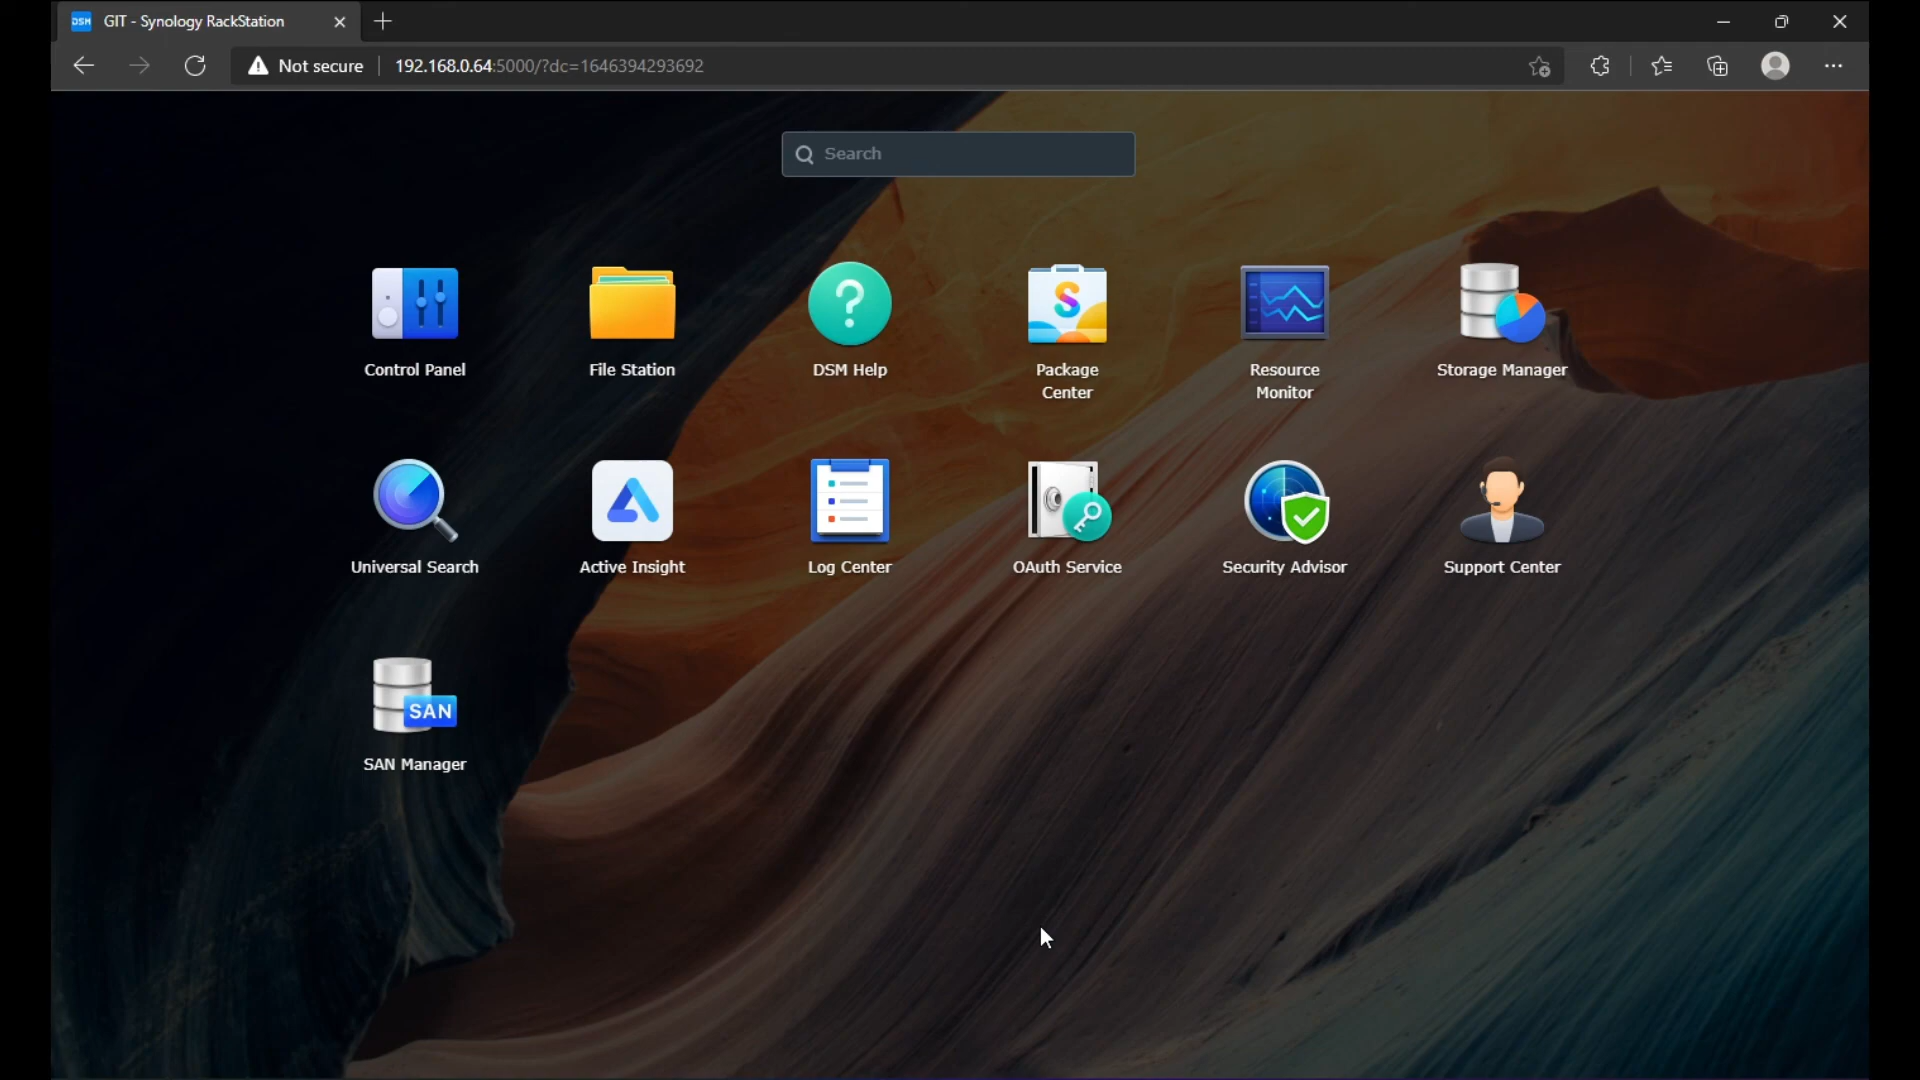 DSM GIT - Synology RackStation
Not secure 192.168.0.64:5000/?dc=1646394293692
Search
S
Control Panel
File Station
DSM Help
Package
Center
Resource
Monitor
Storage Manager
Universal Search
Active Insight
Log Center
OAuth Service
Security Advisor
Support Center
SAN
SAN Manager